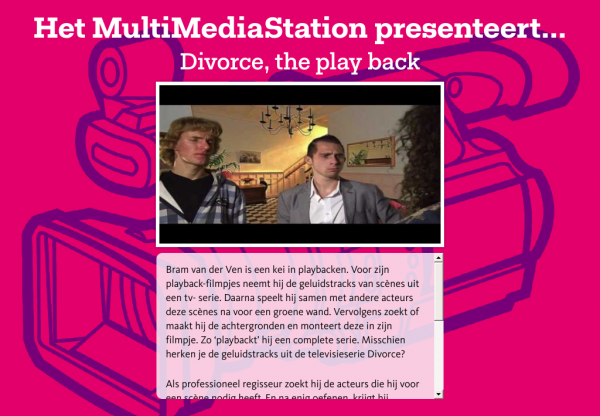 Het MultiMediaStation presenteert...
Divorce, the play back
Bram van der Ven is een kei in playbacken. Voor zijn
playback-filmpjes neemt hij de geluidstracks van scènes uit
een tv- serie. Daarna speelt hij samen met andere acteurs
deze scènes na voor een groene wand. Vervolgens zoekt of
maakt hij de achtergronden en monteert deze in zijn
filmpje. Zo 'playbackt' hij een complete serie. Misschien
herken je de geluidstracks uit de televisieserie Divorce?
Als professioneel regisseur zoekt hij de acteurs die hij voor
een scène nodig heeft. En na enig oefenen, krijgt hij